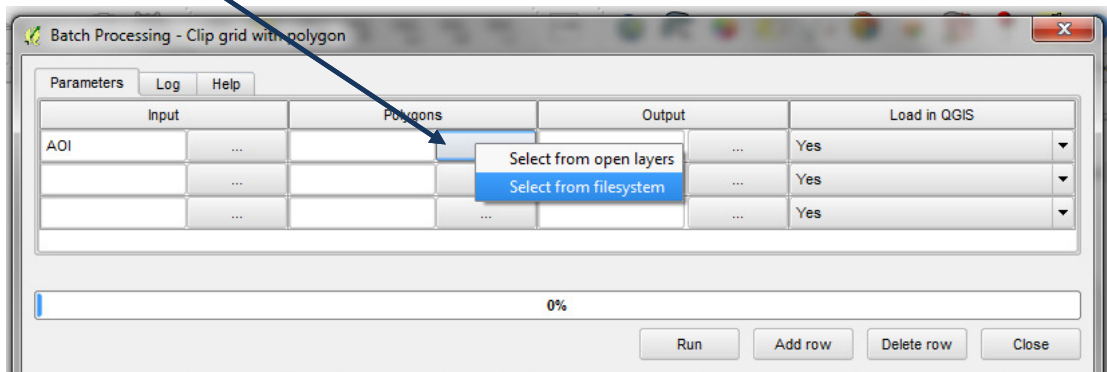 Batch Processing - Clip grid with polygon
Parameters Log Help
Input Polygons Output Load in QGIS
AOI ... ... Yes
Select from open layers
... ... Yes
Select from filesystem
... ... ... Yes
0%
Run Add row Delete row Close